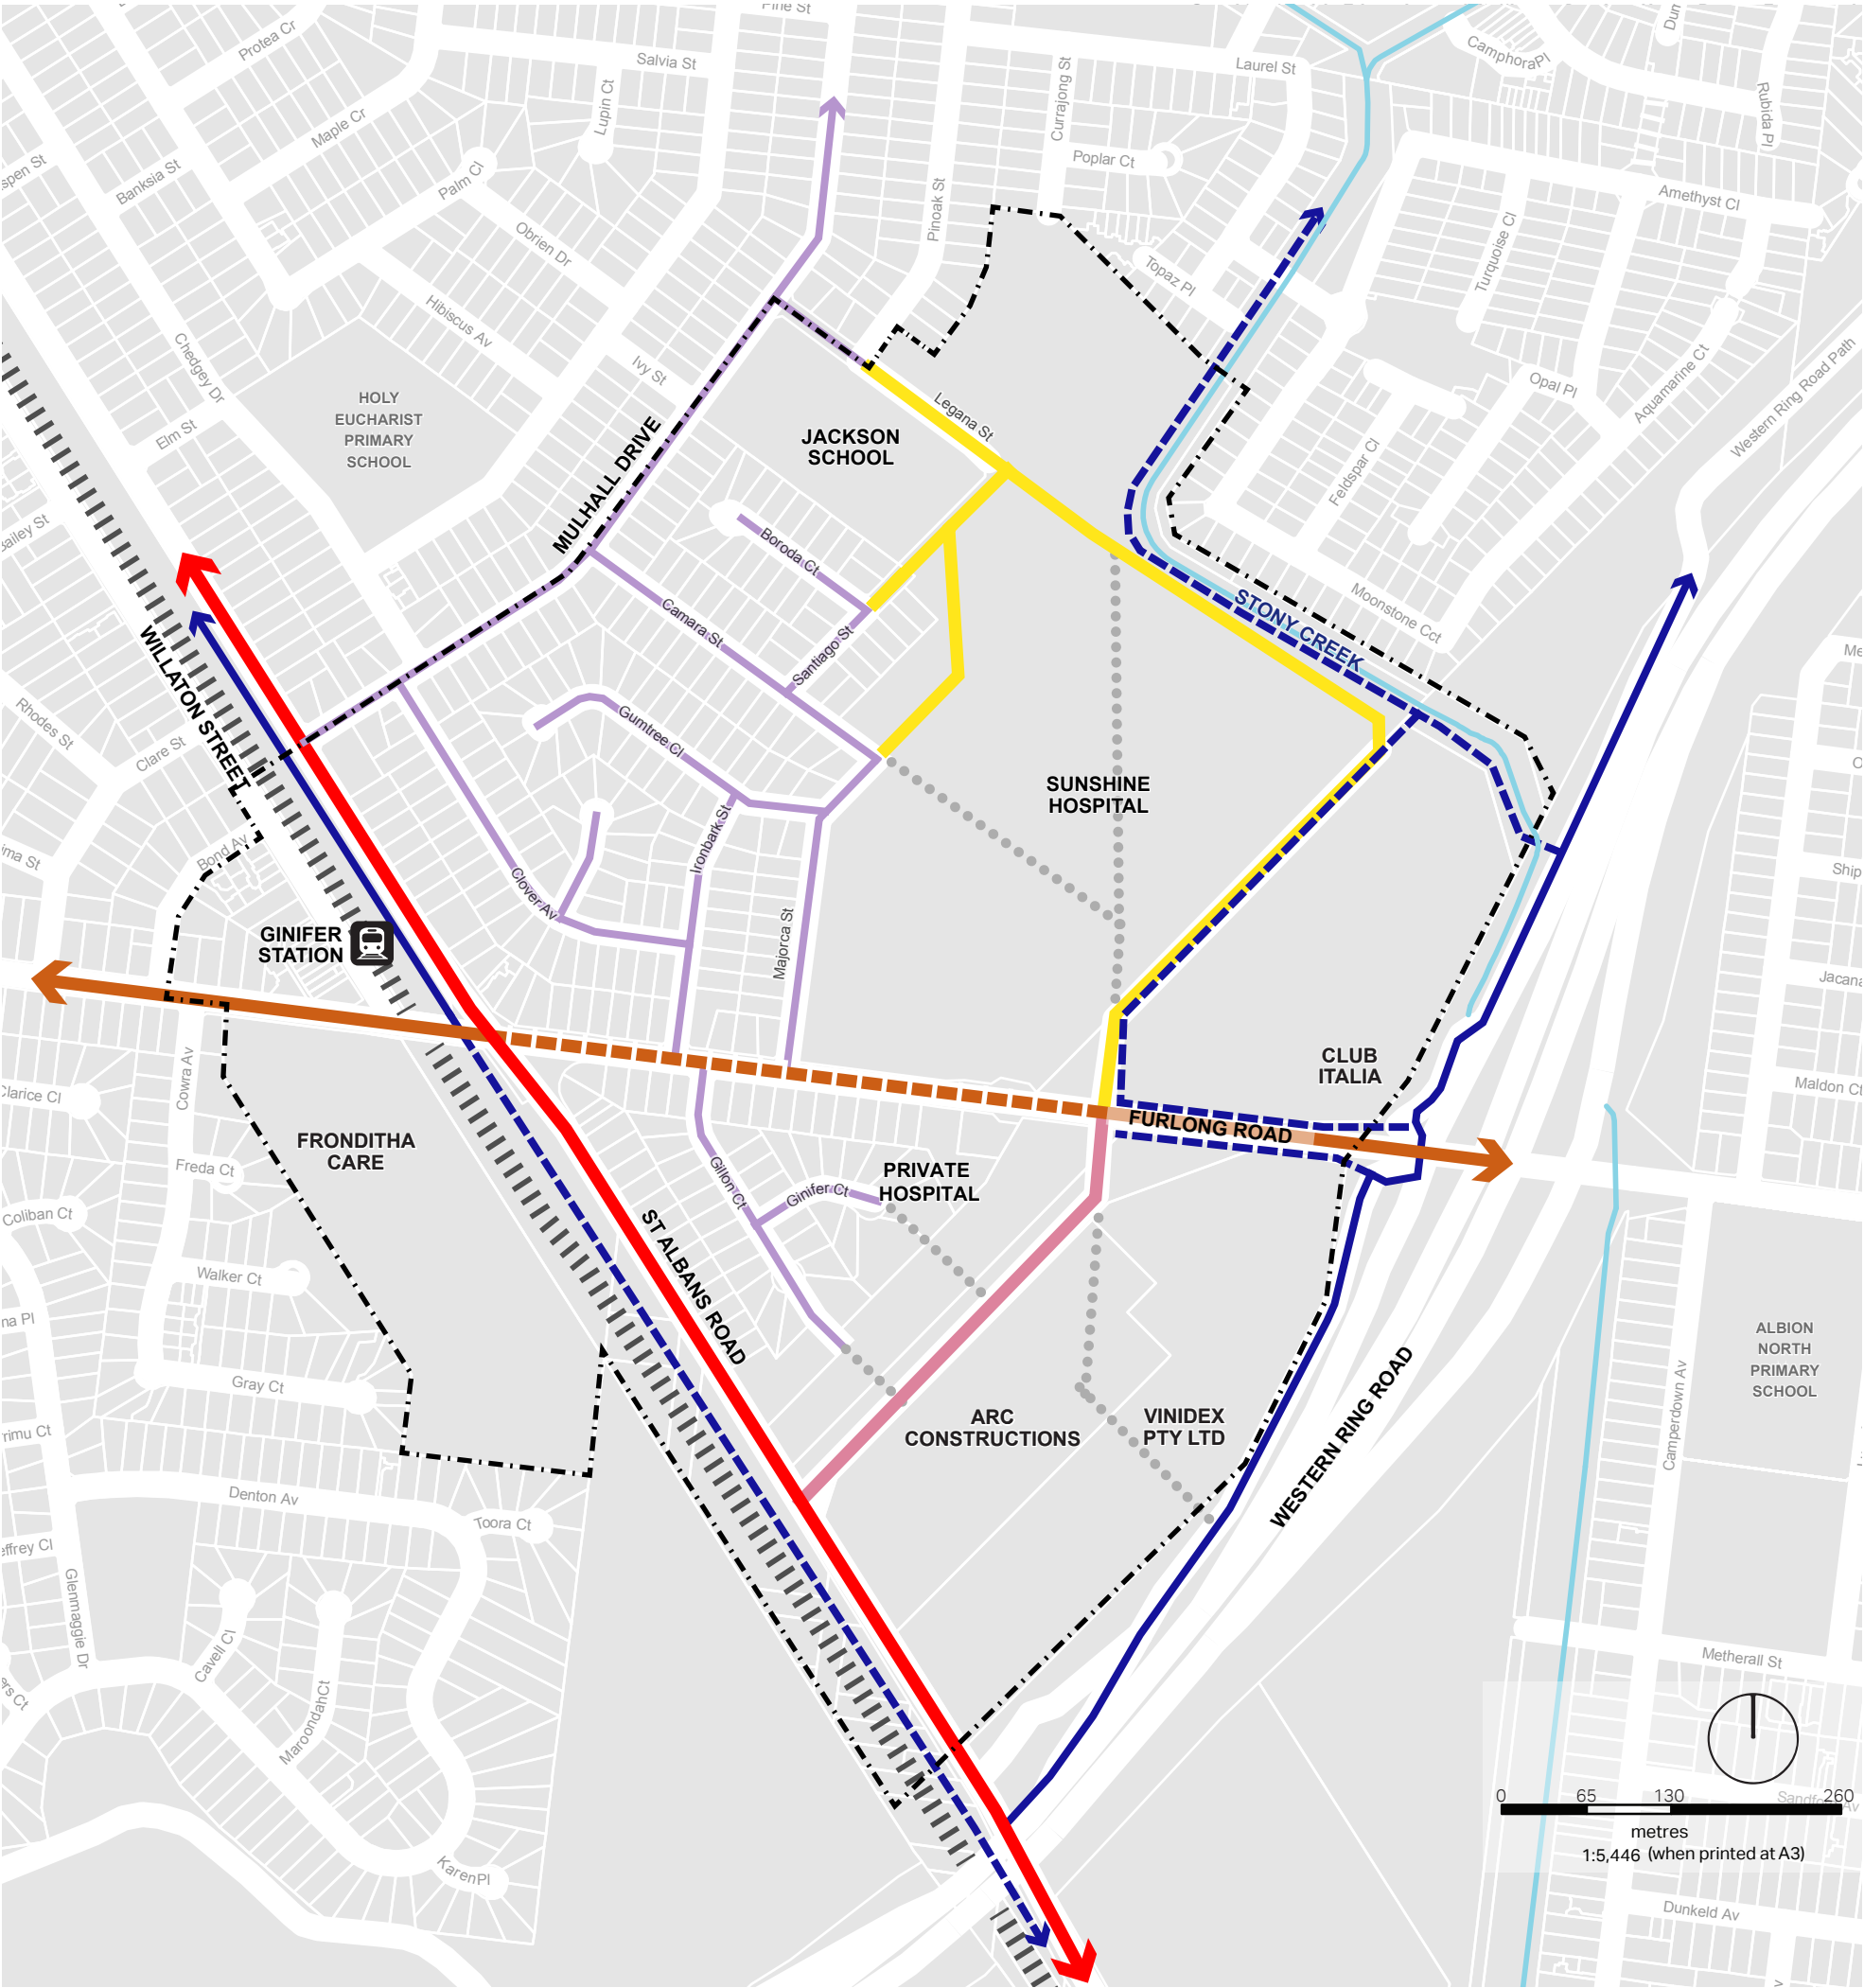 Pine St
Protea Cr
Salvia St
Laurel St
Camphora Pl
Lupin Ct
Currajong St
Rubida Pl
Maple Cr
Banksia St
Palm Cl
Poplar Ct
Amethyst Cl
Pinoak St
Obrien Dr
Topaz Pl
Turquoise Cl
Hibiscus Av
Chedgey Dr
Ivy St
Opal Pl
Aquamarine Ct
Western Ring Road Path
HOLY
EUCHARIST
PRIMARY
SCHOOL
Elm St
Legana St
JACKSON
SCHOOL
MULHALL DRIVE
Feldspar Cl
Boroda Ct
Camara St
Santiago St
STONY CREEK
Moonstone Cct
WILLATON STREET
Rhodes St
Clare St
Gumtree Cl
SUNSHINE
HOSPITAL
Bond Av
Ironbark St
Clover Av
Majorca St
GINIFER
STATION
Cowra Av
CLUB
ITALIA
Maldon Ct
FURLONG ROAD
FRONDITHA
CARE
Freda Ct
PRIVATE
HOSPITAL
Gillon Ct
Ginifer Ct
Coliban Ct
Walker Ct
ST ALBANS ROAD
ALBION
NORTH
PRIMARY
SCHOOL
Gray Ct
Camperdown Av
ARC
CONSTRUCTIONS
VINIDEX
PTY LTD
WESTERN RING ROAD
Denton Av
Toora Ct
Glenmaggie Dr
Cavell Cl
Maroondah Ct
Metherall St
Karen Pl
0 65 130 260
metres
1:5,446 (when printed at A3)
Dunkeld Av